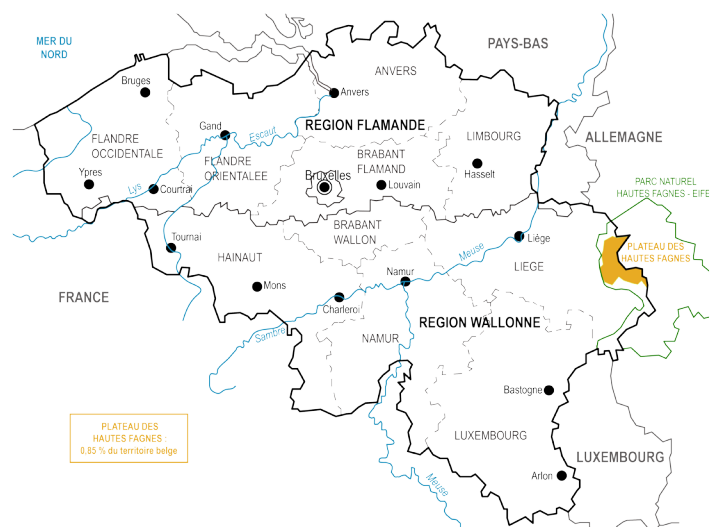 MER DU
NORD
PAYS-BAS
ANVERS
Bruges
Anvers
Gand
Escaut
REGION FLAMANDE
ALLEMAGNE
FLANDRE
OCCIDENTALE
LIMBOURG
FLANDRE
ORIENTALEE
BRABANT
FLAMAND
Hasselt
Ypres
Bruxelles
Lys
Courtrai
Louvain
PARC NATUREL
HAUTES FAGNES - EIFE
BRABANT
WALLON
Tournai
Meuse
Liége
PLATEAU DES
HAUTES FAGNES
HAINAUT
Namur
LIEGE
Mons
FRANCE
Charleroi
REGION WALLONNE
Sambre
NAMUR
Bastogne
PLATEAU DES
HAUTES FAGNES :
0.85 % du territoire belge
LUXEMBOURG
LUXEMBOURG
Meuse
Arlon